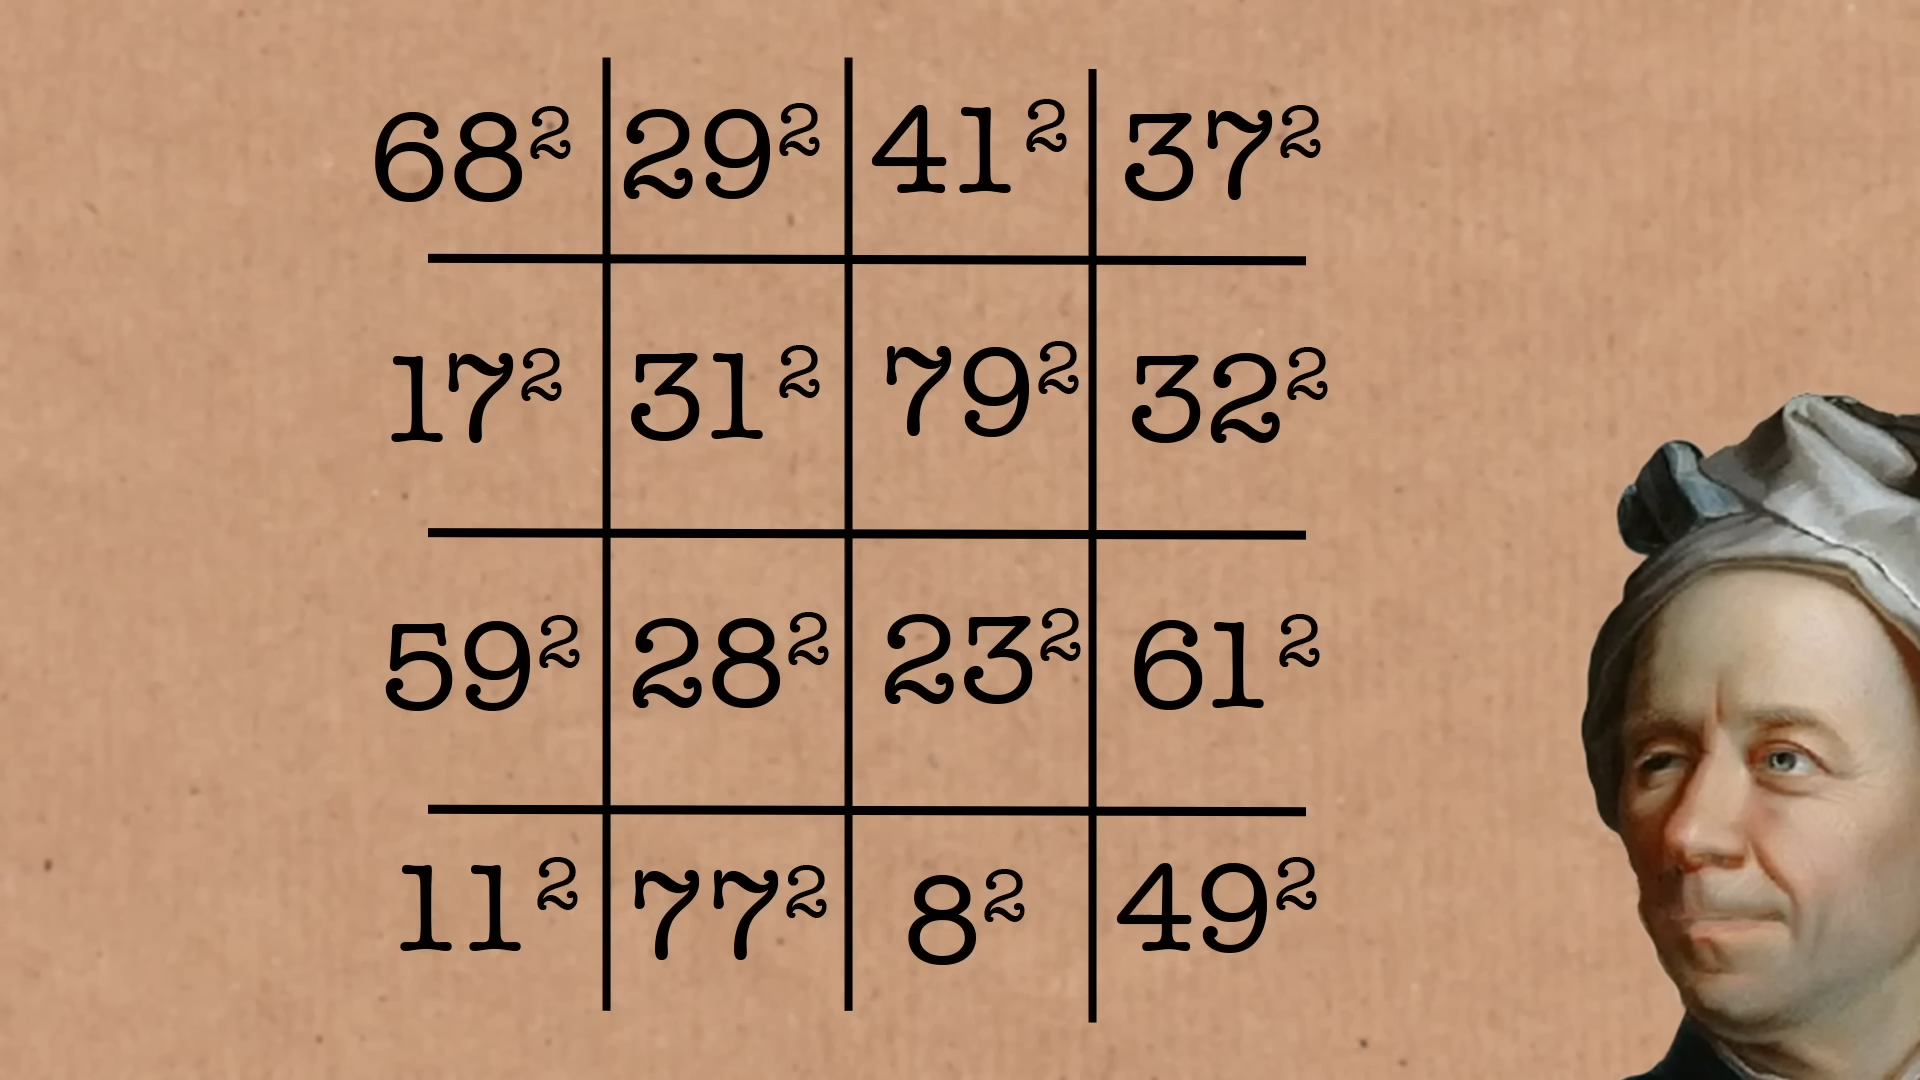 68² 29² 41² 37²
17² 31² 79² 32²
59² 28² 23² 61²
11² 77² 8² 49²